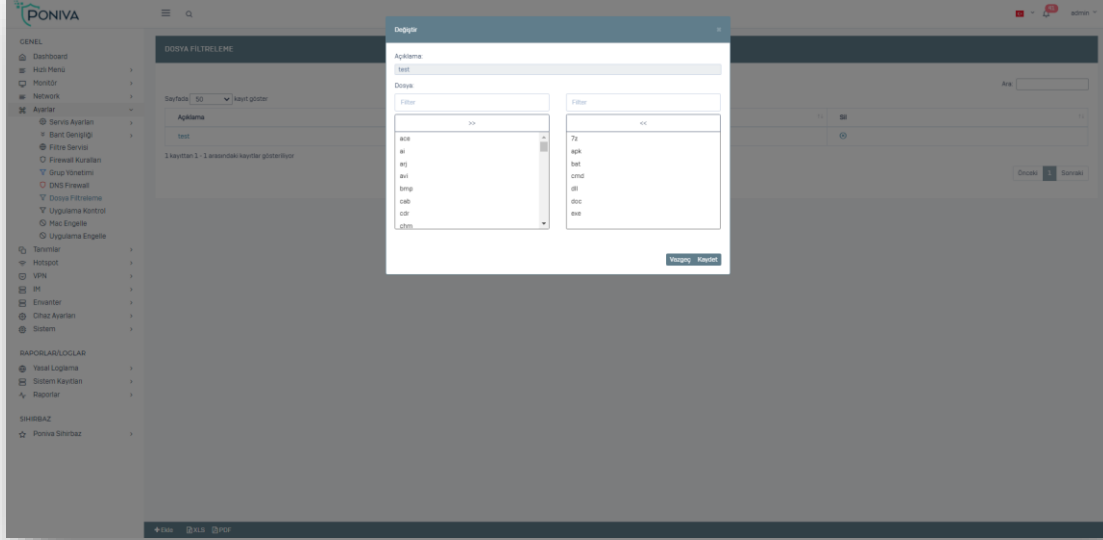 PONIVA
admin
GENEL
Dashboard
Hızlı Menü
Monitör
Network
Ayarlar
Servis Ayarları
Bant Genişliği
Filtre Servisi
Firewall Kuralları
Grup Yönetimi
DNS Firewall
Dosya Filtreleme
Uygulama Kontrol
Mac Engelle
Uygulama Engelle
Tanımlar
Hotspot
VPN
IM
Envanter
Cihaz Ayarları
Sistem
RAPORLAR/LOGLAR
Yasal Loglama
Sistem Kayıtları
Raporlar
SIHIRBAZ
Poniva Sihirbaz
DOSYA FİLTRELEME
Ara:
Sayfada 50 kayıt göster
Açıklama Sil
test
1 kayıttan 1 - 1 arasındaki kayıtlar gösteriliyor
Önceki 1 Sonraki
Değiştir ×
Açıklama:
test
Dosya:
Filter Filter
>> <<
ace 7z
ai apk
arj bat
avi cmd
bmp dll
cab doc
cdr exe
chm
Vazgeç Kaydet
Ekle XLS PDF